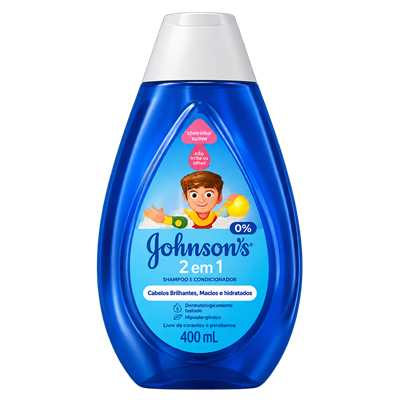 cheirinho
suave
não
irrita os
olhos
0%
Johnson's®
2 em 1
SHAMPOO E CONDICIONADOR
Cabelos Brilhantes, Macios e hidratados
Dermatologicamente
testado
Hipoalergênico
Livre de corantes e parabenos
400 mL